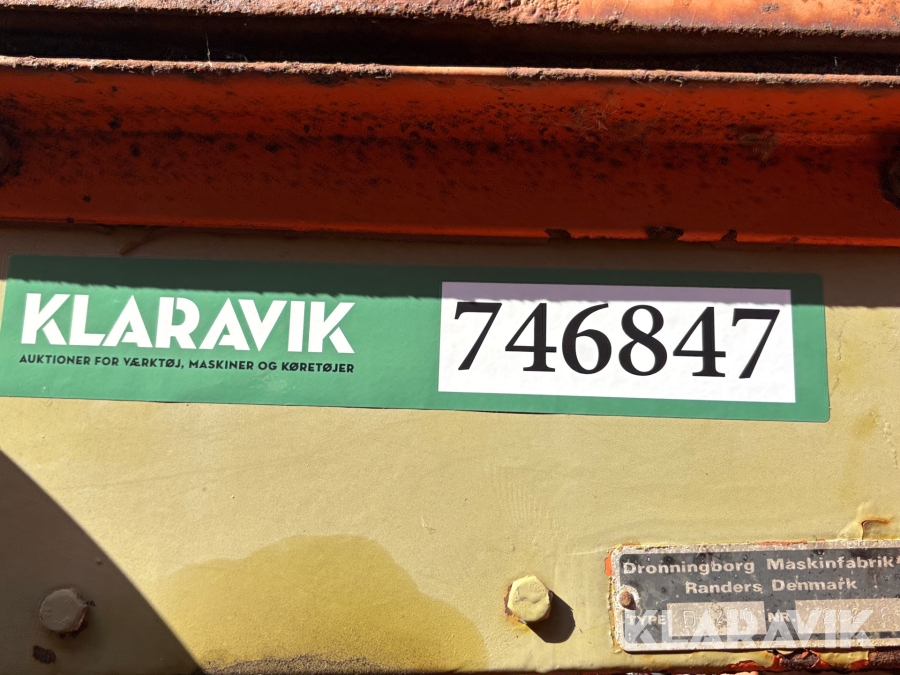 KLARAVIK
AUKTIONER FOR VÆRKTØJ, MASKINER OG KØRETØJER
746847
Dronningborg Maskinfabrik
Randers Denmark
TYPE NR.
KLARAVIK